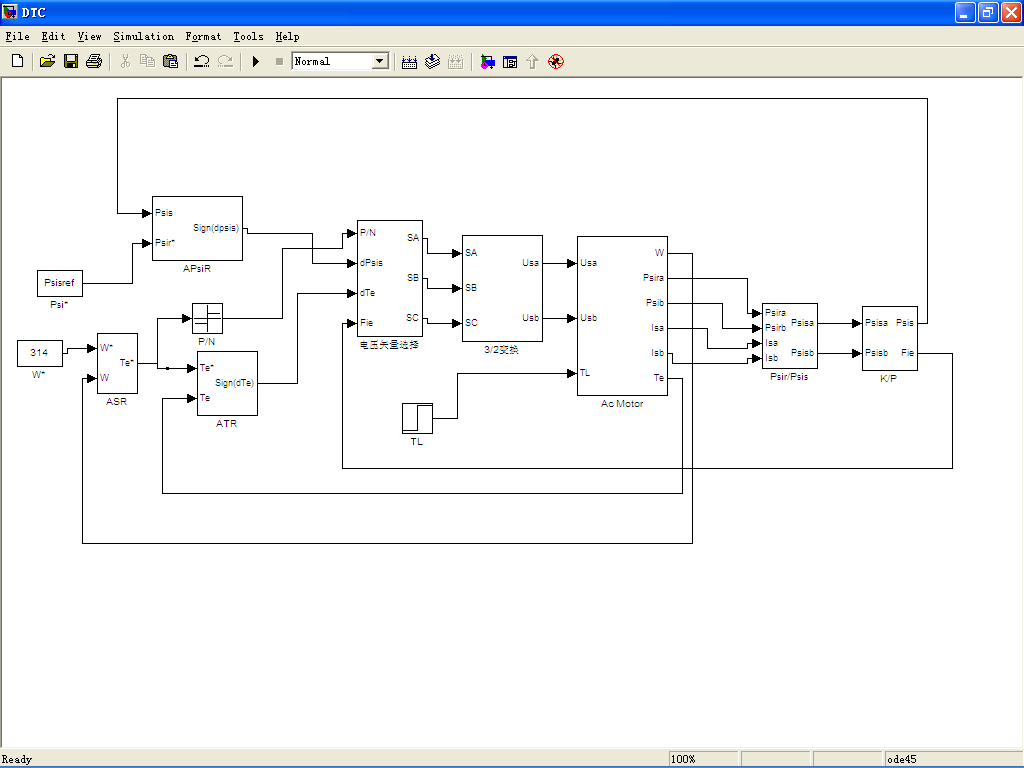 DTC
File Edit View Simulation Format Tools Help
Normal
Psis
Psir*
Sign(dpsis)
APsiR
Psisref
Psi*
314
W*
W*
W
Te*
ASR
P/N
Te*
Te
Sign(dTe)
ATR
P/N
dPsis
dTe
Fie
SA
SB
SC
电压矢量选择
SA
SB
SC
Usa
Usb
3/2变换
TL
Usa
Usb
TL
W
Psira
Psib
Isa
Isb
Te
Ac Motor
Psira
Psirb
Isa
Isb
Psisa
Psisb
Psir/Psis
Psisa
Psisb
Psis
Fie
K/P
Ready
100%
ode45